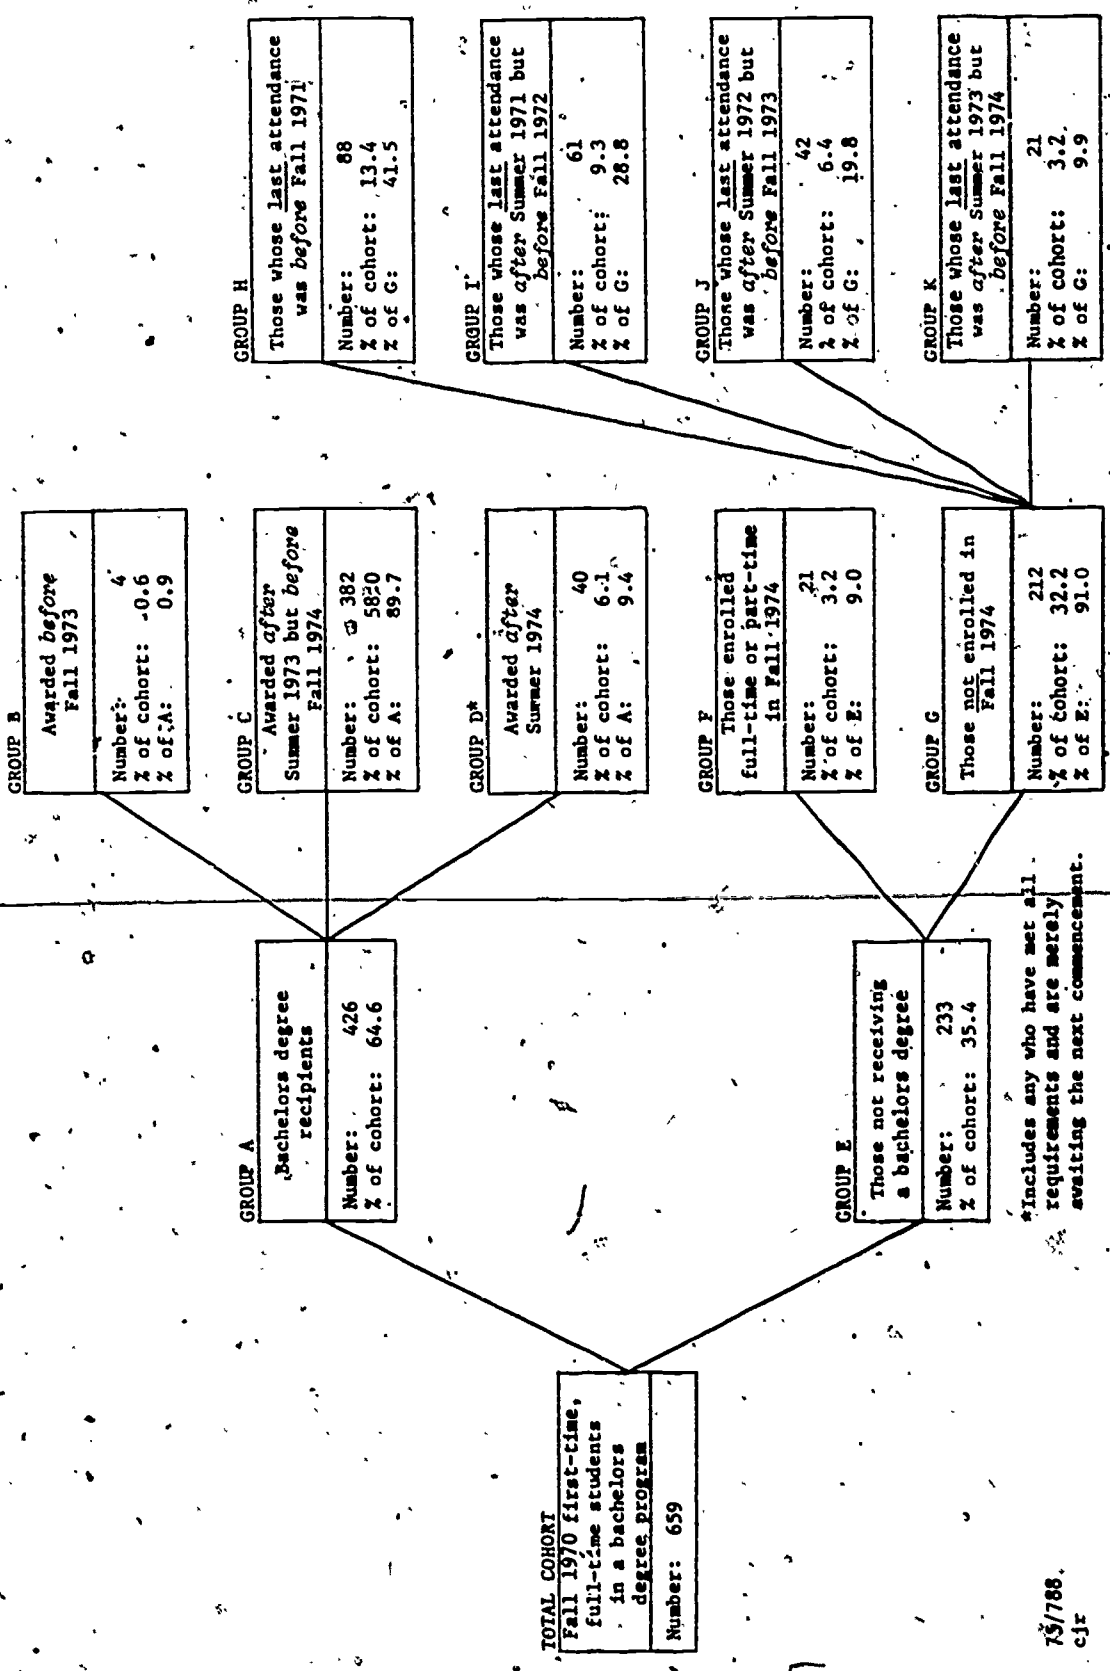 TOTAL COHORT
Fall 1970 first-time,
full-time students
in a bachelors
degree program
Number: 659
GROUP A
Bachelors degree
recipients
Number: 426
% of cohort: 64.6
GROUP E
Those not receiving
a bachelors degree
Number: 233
% of cohort: 35.4
GROUP B
Awarded before
Fall 1973
Number: 4
% of cohort: 0.6
% of A: 0.9
GROUP C
Awarded after
Summer 1973 but before
Fall 1974
Number: 382
% of cohort: 58.0
% of A: 89.7
GROUP D*
Awarded after
Summer 1974
Number: 40
% of cohort: 6.1
% of A: 9.4
GROUP F
Those enrolled
full-time or part-time
in Fall 1974
Number: 21
% of cohort: 3.2
% of E: 9.0
GROUP G
Those not enrolled in
Fall 1974
Number: 212
% of cohort: 32.2
% of E: 91.0
GROUP H
Those whose last attendance
was before Fall 1971
Number: 88
% of cohort: 13.4
% of G: 41.5
GROUP I
Those whose last attendance
was after Summer 1971 but
before Fall 1972
Number: 61
% of cohort: 9.3
% of G: 28.8
GROUP J
Those whose last attendance
was after Summer 1972 but
before Fall 1973
Number: 42
% of cohort: 6.4
% of G: 19.8
GROUP K
Those whose last attendance
was after Summer 1973 but
before Fall 1974
Number: 21
% of cohort: 3.2
% of G: 9.9
*Includes any who have met all
requirements and are merely
awaiting the next commencement.
75/788
cjr